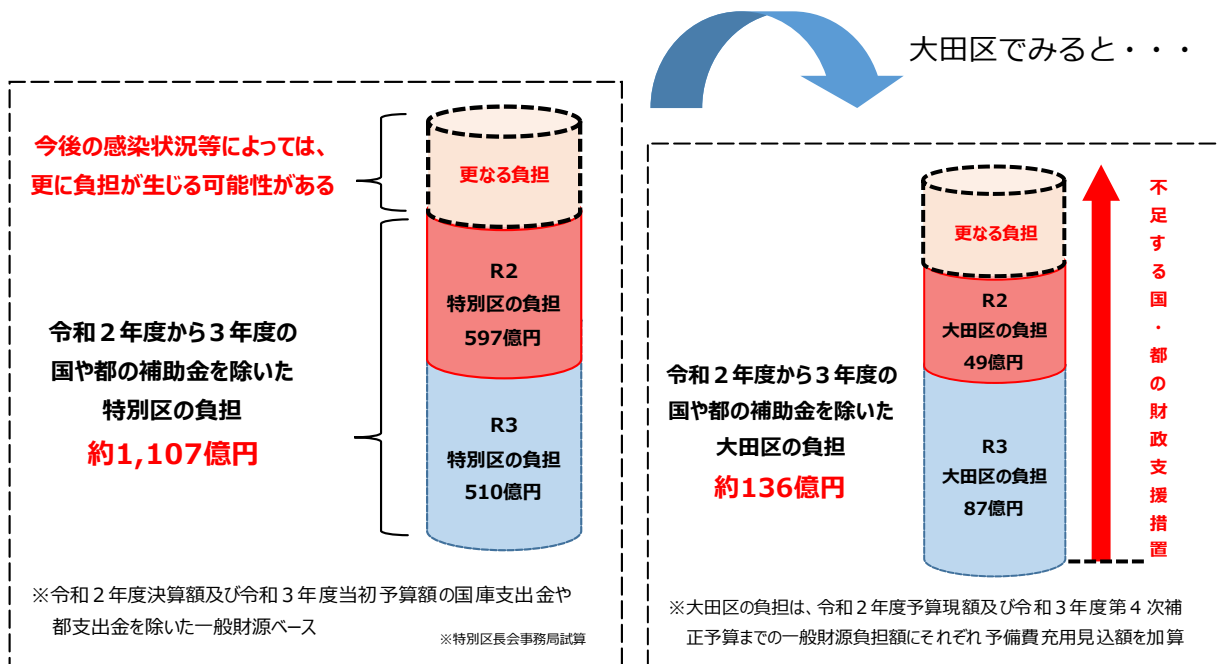 大田区でみると・・・
今後の感染状況等によっては、
更に負担が生じる可能性がある
更なる負担
R2
特別区の負担
597億円
令和２年度から３年度の
国や都の補助金を除いた
特別区の負担
約1,107億円
R3
特別区の負担
510億円
※令和２年度決算額及び令和３年度当初予算額の国庫支出金や
都支出金を除いた一般財源ベース
※特別区長会事務局試算
更なる負担
R2
大田区の負担
49億円
令和２年度から３年度の
国や都の補助金を除いた
大田区の負担
約136億円
R3
大田区の負担
87億円
不足する国・都の財政支援措置
※大田区の負担は、令和２年度予算現額及び令和３年度第４次補
正予算までの一般財源負担額にそれぞれ予備費充用見込額を加算